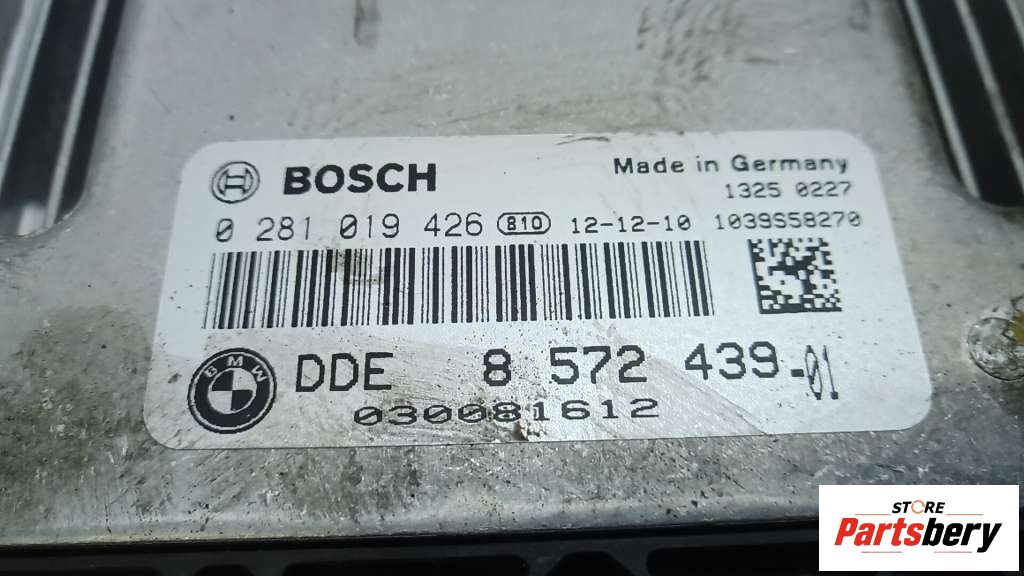 BOSCH
Made in Germany
1325 0227
0 281 019 426 810 12-12-10 1039S58270
BMW
DDE 8 572 439-01
030081612
STORE
Partsbery